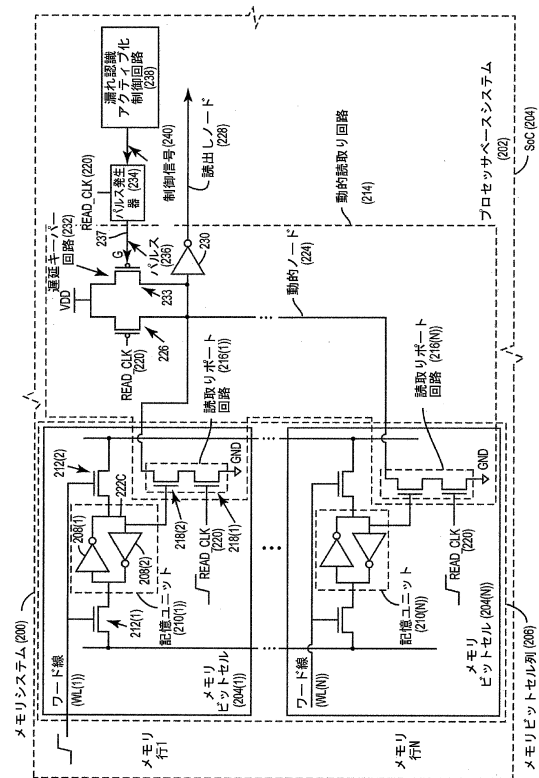 メモリシステム (200)
メモリ
行1
メモリ
行N
ワード線
(WL(1))
212(1)
208(1)
212(2)
222C
208(2)
記憶ユニット
(210(1))
メモリ
ビットセル
(204(1))
READ_CLK
(220)
218(2)
218(1)
GND
読取りポート
回路
(216(1))
ワード線
(WL(N))
記憶ユニット
(210(N))
メモリ
ビットセル
(204(N))
READ_CLK
(220)
GND
読取りポート
回路
(216(N))
メモリビットセル列 (206)
遅延キーパー
回路 (232)
VDD
READ_CLK
(220)
226
233
G
237
パルス
(236)
230
READ_CLK (220)
パルス発生
器
(234)
漏れ認識
アクティブ化
制御回路
(238)
制御信号 (240)
読出しノード
(228)
動的ノード
(224)
動的読取り回路
(214)
プロセッサベースシステム
(202)
SoC (204)